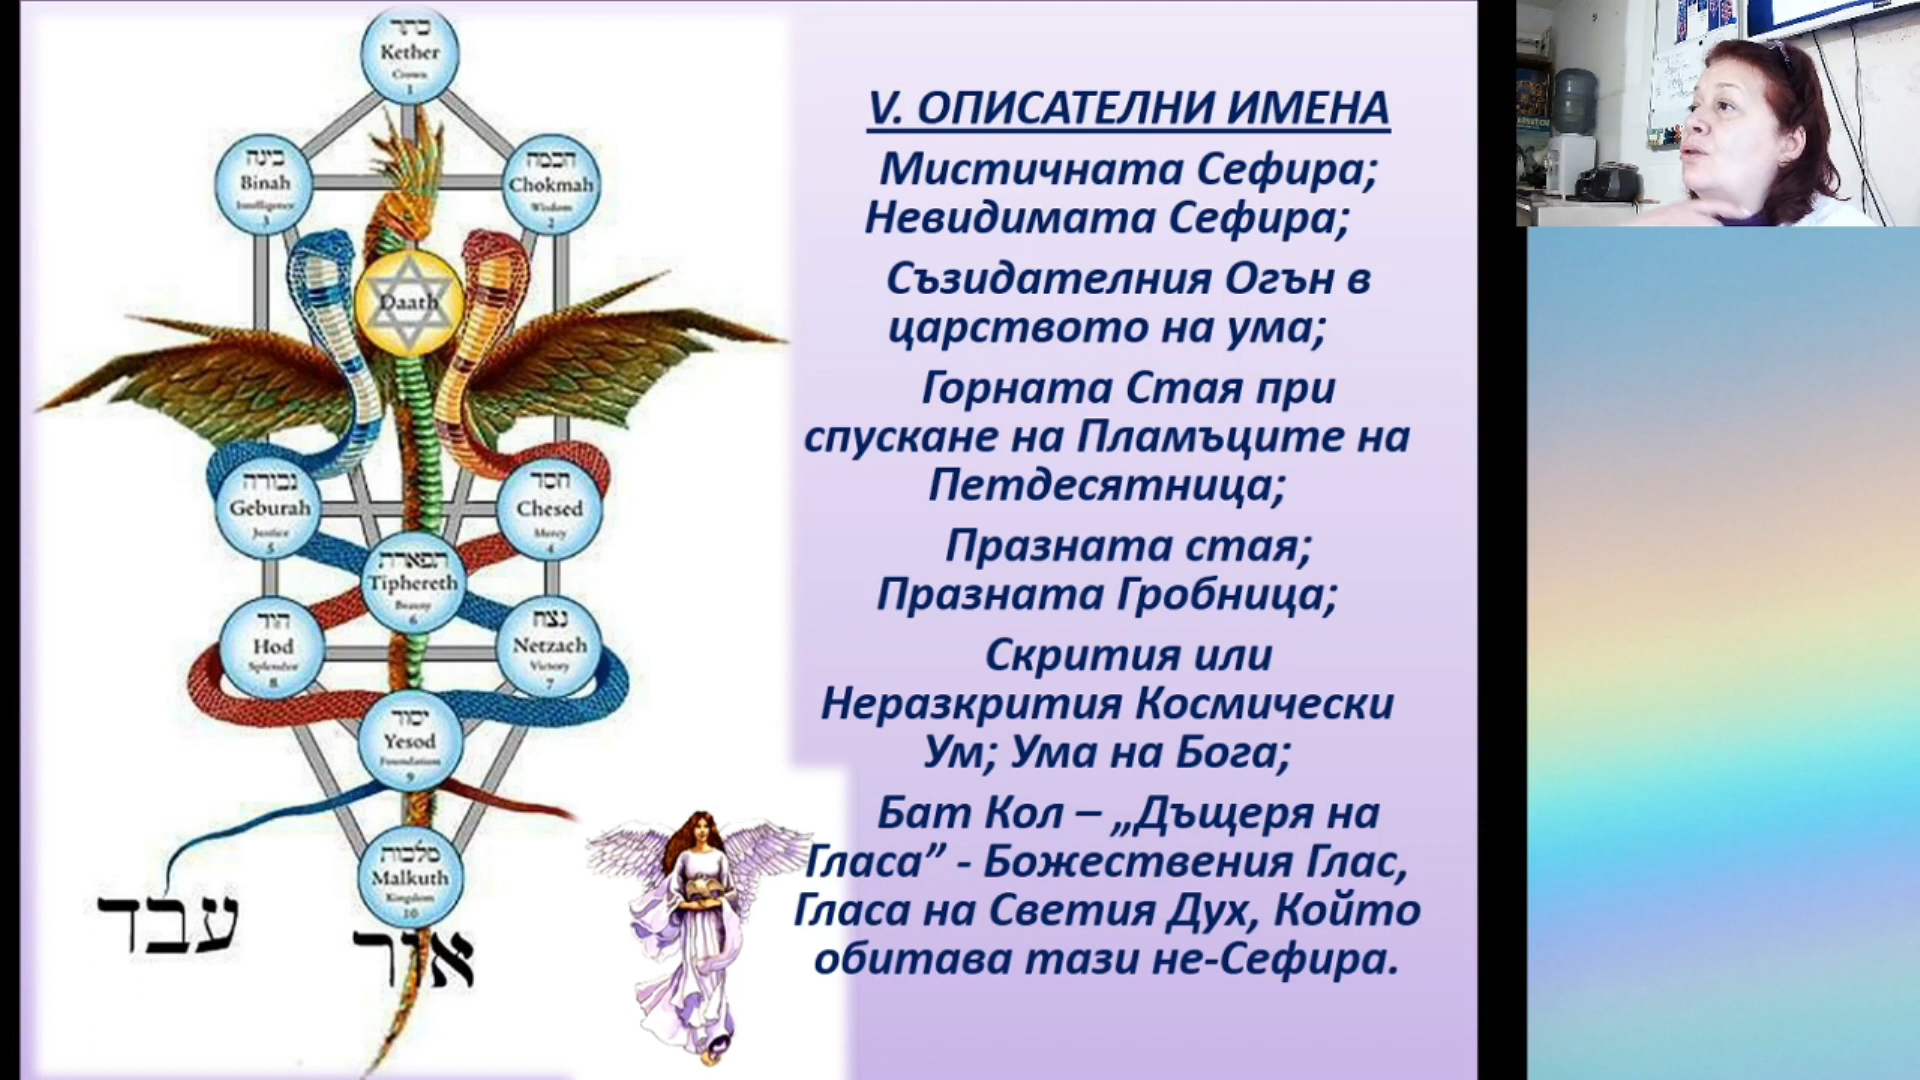 כתר
Kether
Crown
1
בינה
Binah
Intelligence
3
חכמה
Chokmah
Wisdom
2
Daath
גבורה
Geburah
Justice
5
חסד
Chesed
Mercy
4
תפארת
Tiphereth
Beauty
6
הוד
Hod
Splendor
8
נצח
Netzach
Victory
7
יסוד
Yesod
Foundation
9
מלכות
Malkuth
Kingdom
10
עבד
אור
V. ОПИСАТЕЛНИ ИМЕНА
Мистичната Сефира;
Невидимата Сефира;
Съзидателния Огън в
царството на ума;
Горната Стая при
спускане на Пламъците на
Петдесятница;
Празната стая;
Празната Гробница;
Скрития или
Неразкрития Космически
Ум; Ума на Бога;
Бат Кол – „Дъщеря на
Гласа” - Божествения Глас,
Гласа на Светия Дух, Който
обитава тази не-Сефира.